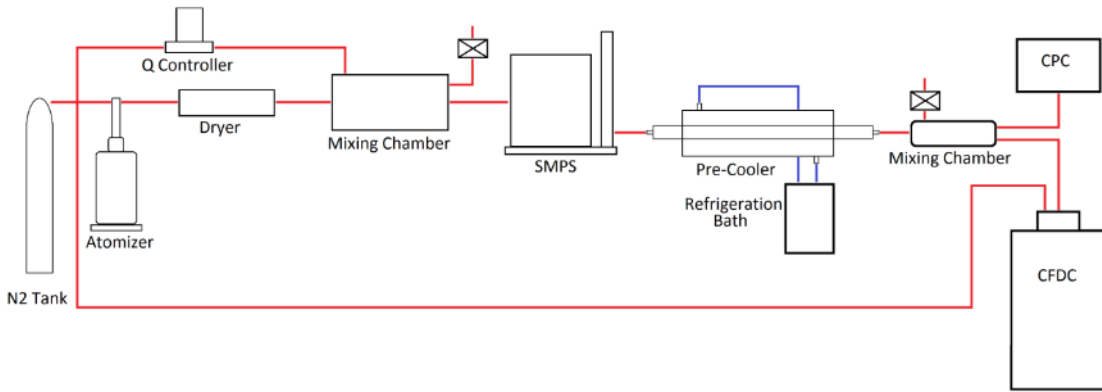 Q Controller
CPC
Dryer
Mixing Chamber
SMPS
Mixing Chamber
Pre-Cooler
Refrigeration
Bath
Atomizer
CFDC
N2 Tank